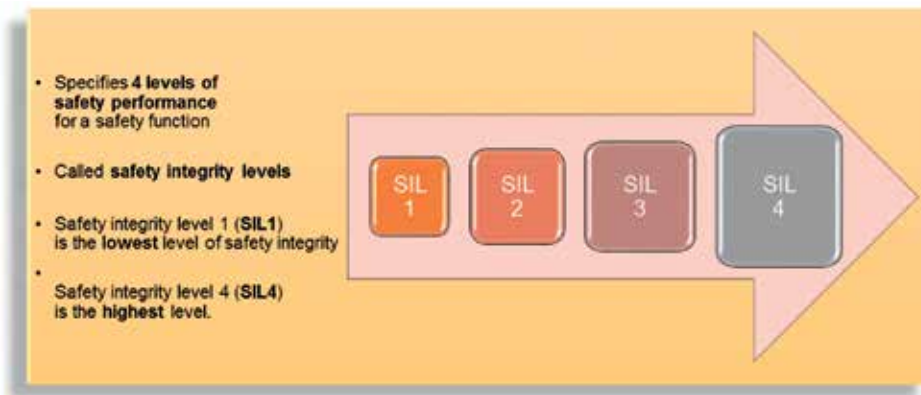 • Specifies 4 levels of
safety performance
for a safety function
• Called safety integrity levels
• Safety integrity level 1 (SIL1)
is the lowest level of safety integrity
•
Safety integrity level 4 (SIL4)
is the highest level.
SIL
1
SIL
2
SIL
3
SIL
4